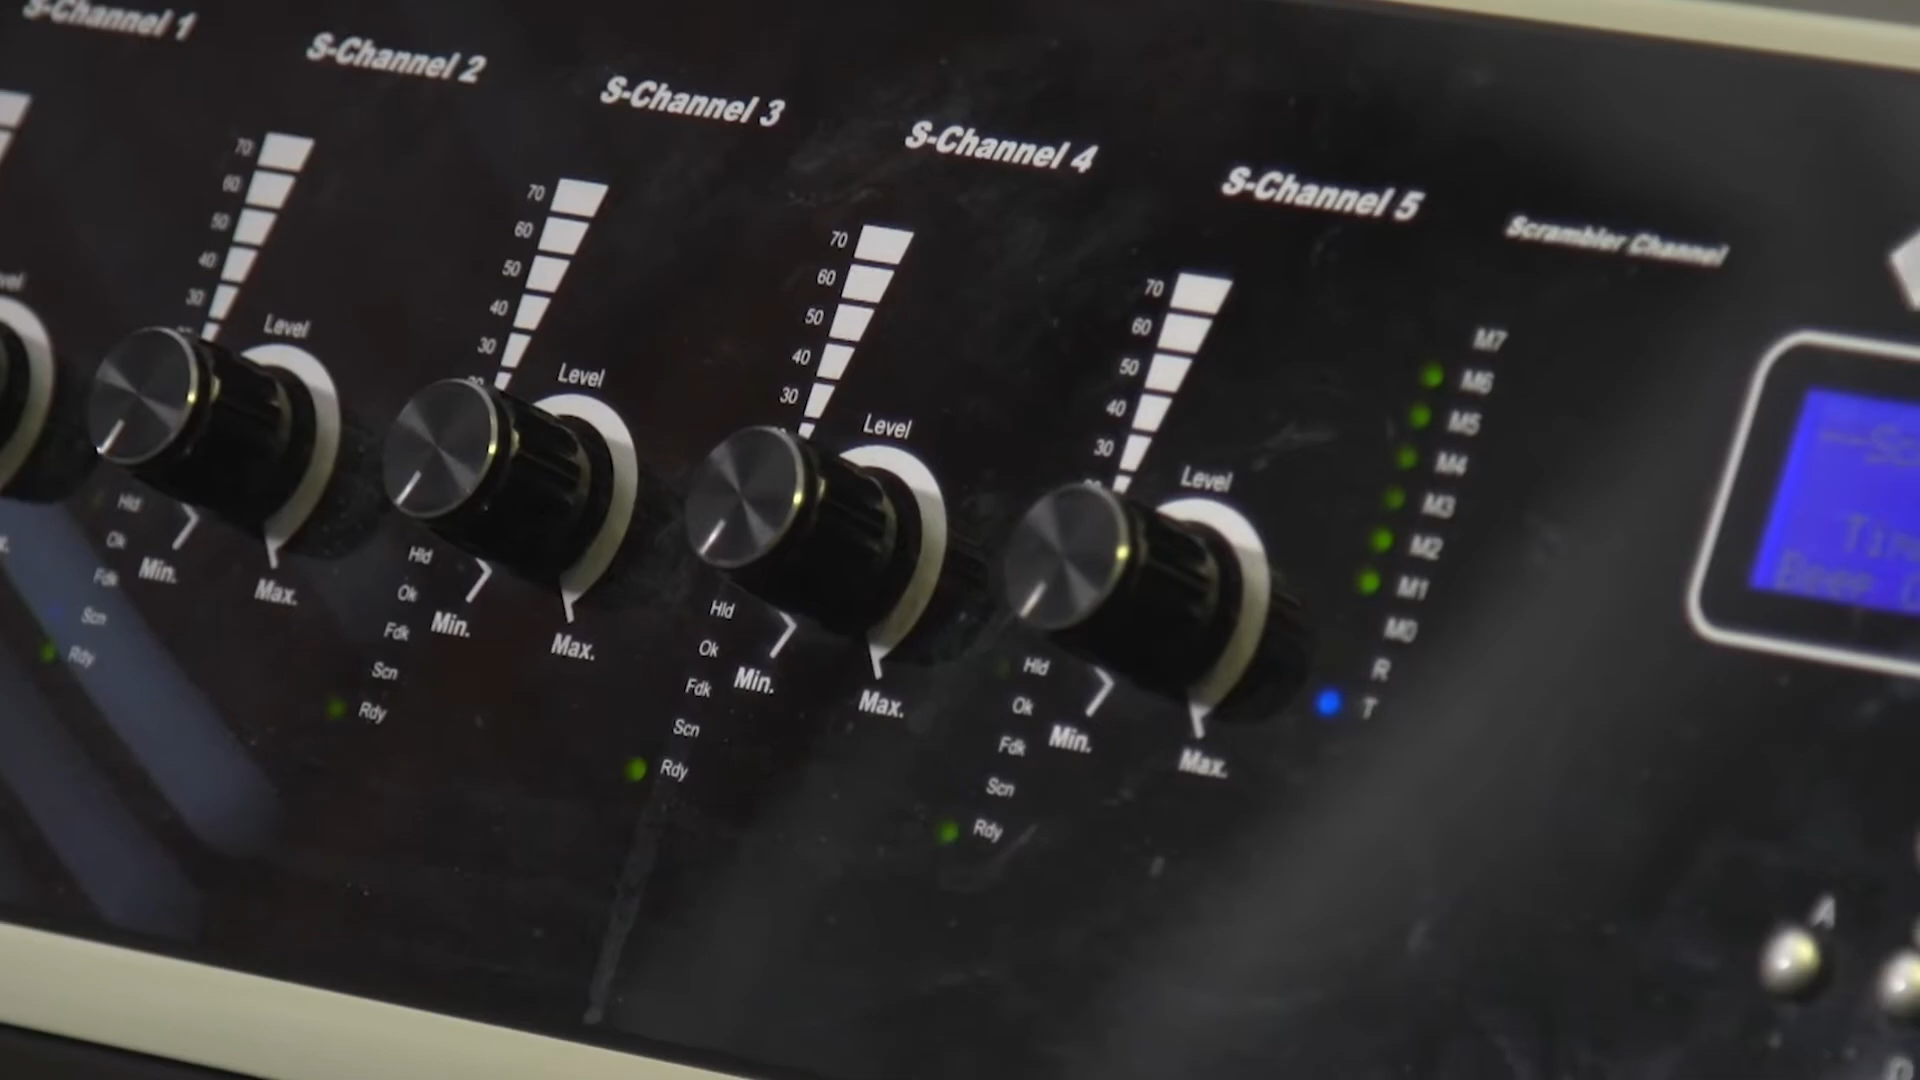 S-Channel 1
S-Channel 2
S-Channel 3
S-Channel 4
S-Channel 5
Scrambler Channel
70
60
50
40
30
Level
Hld
Ok
Fdk
Scn
Rdy
Min.
Max.
70
60
50
40
30
Level
Hld
Ok
Fdk
Scn
Rdy
Min.
Max.
70
60
50
40
30
Level
Hld
Ok
Fdk
Scn
Rdy
Min.
Max.
70
60
50
40
30
Level
Hld
Ok
Fdk
Scn
Rdy
Min.
Max.
M7
M6
M5
M4
M3
M2
M1
M0
R
T
A